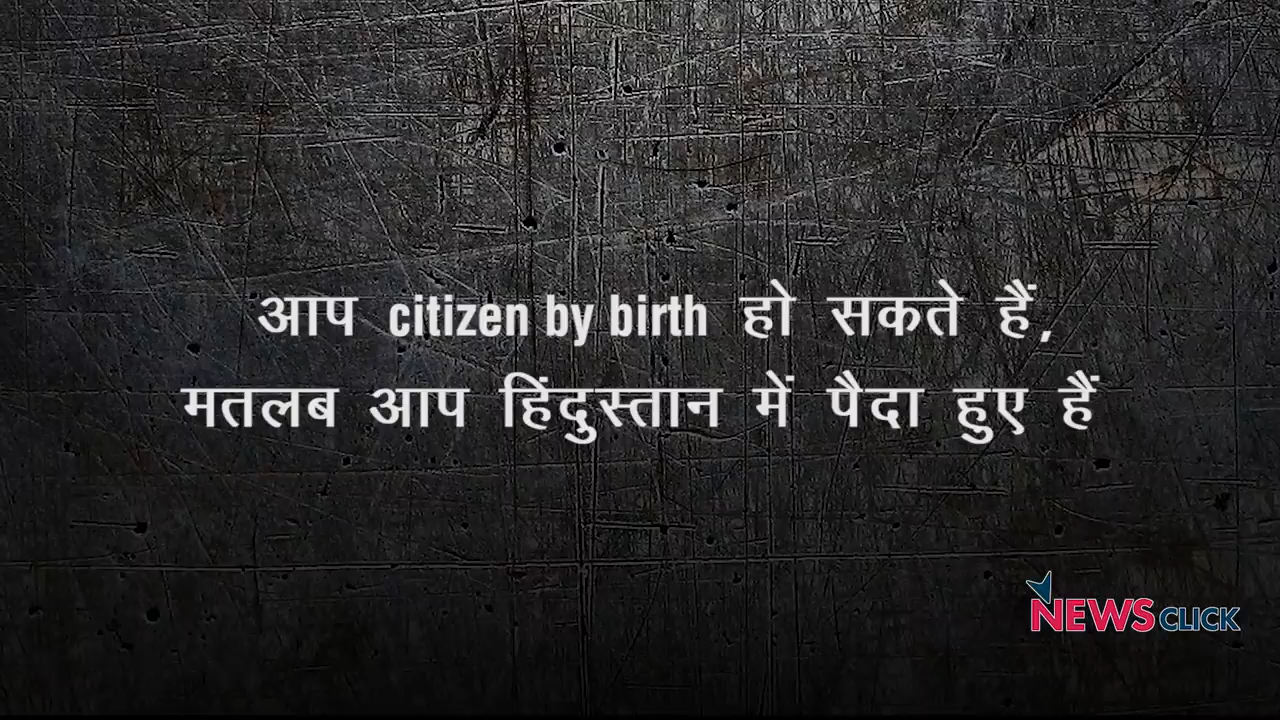 आप citizen by birth हो सकते हैं,
मतलब आप हिंदुस्तान में पैदा हुए हैं
NEWSCLICK